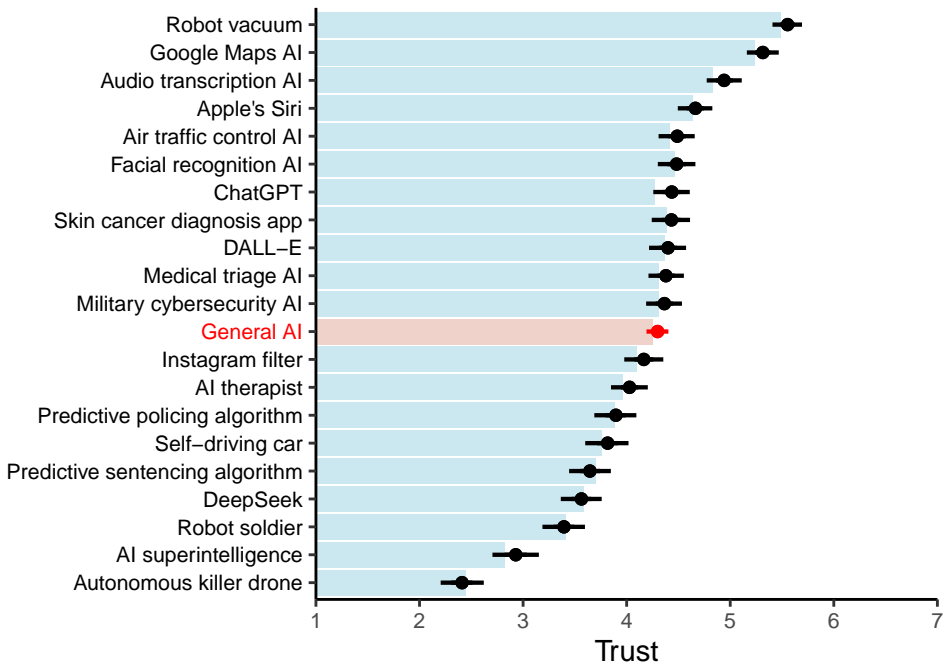 Robot vacuum
Google Maps AI
Audio transcription AI
Apple's Siri
Air traffic control AI
Facial recognition AI
ChatGPT
Skin cancer diagnosis app
DALL−E
Medical triage AI
Military cybersecurity AI
General AI
Instagram filter
AI therapist
Predictive policing algorithm
Self−driving car
Predictive sentencing algorithm
DeepSeek
Robot soldier
AI superintelligence
Autonomous killer drone
1 2 3 4 5 6 7
Trust